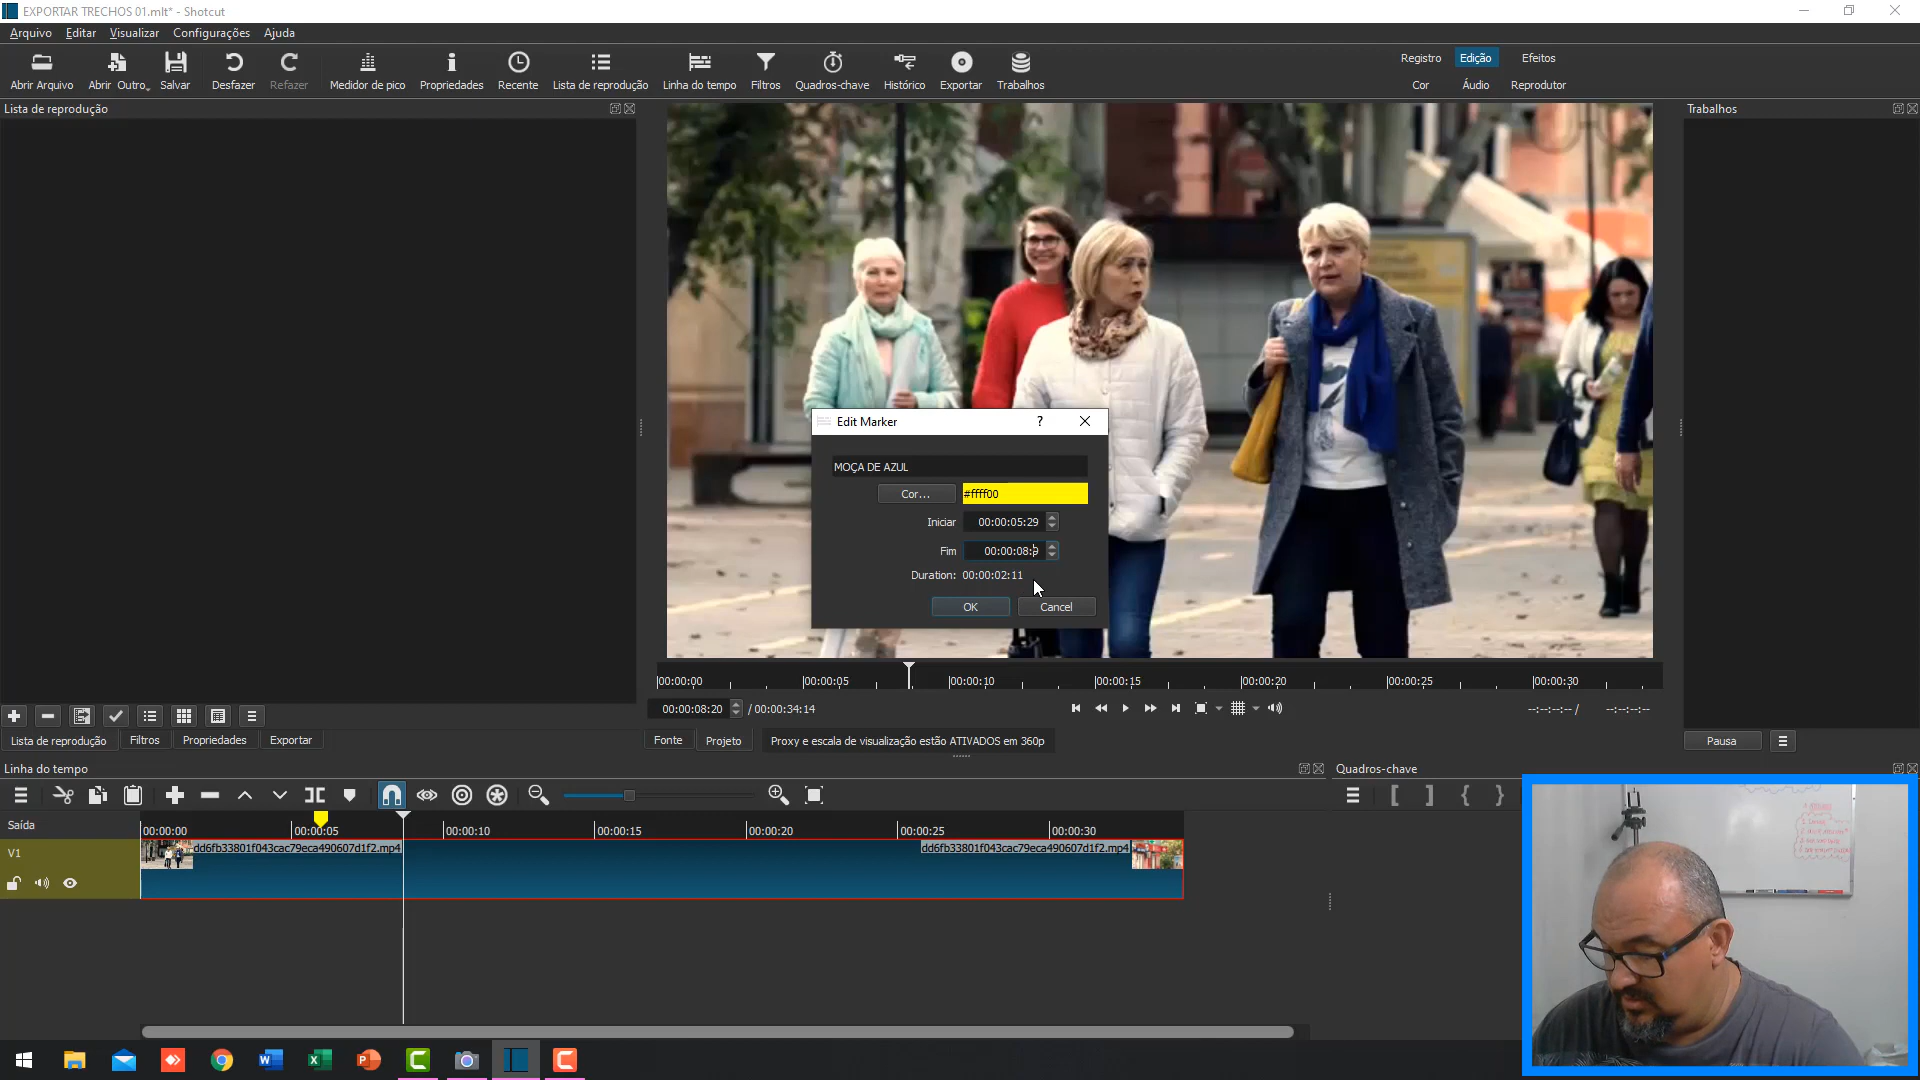 EXPORTAR TRECHOS 01.mlt* - Shotcut
Arquivo Editar Visualizar Configurações Ajuda
Abrir Arquivo Abrir Outro Salvar Desfazer Refazer Medidor de pico Propriedades Recente Lista de reprodução Linha do tempo Filtros Quadros-chave Histórico Exportar Trabalhos
Registro Edição Efeitos
Cor Áudio Reprodutor
Lista de reprodução
Trabalhos
Edit Marker ?
MOÇA DE AZUL
Cor... #ffff00
Iniciar 00:00:05:29
Fim 00:00:08:9
Duration: 00:00:02:11
OK Cancel
00:00:00 00:00:05 00:00:10 00:00:15 00:00:20 00:00:25 00:00:30
00:00:08:20 / 00:00:34:14 --:--:--:-- / --:--:--:--
Lista de reprodução Filtros Propriedades Exportar
Fonte Projeto Proxy e escala de visualização estão ATIVADOS em 360p
Pausa
Linha do tempo
Quadros-chave
Saída
00:00:00 00:00:05 00:00:10 00:00:15 00:00:20 00:00:25 00:00:30
V1
dd6fb33801f043cac79eca490607d1f2.mp4 dd6fb33801f043cac79eca490607d1f2.mp4